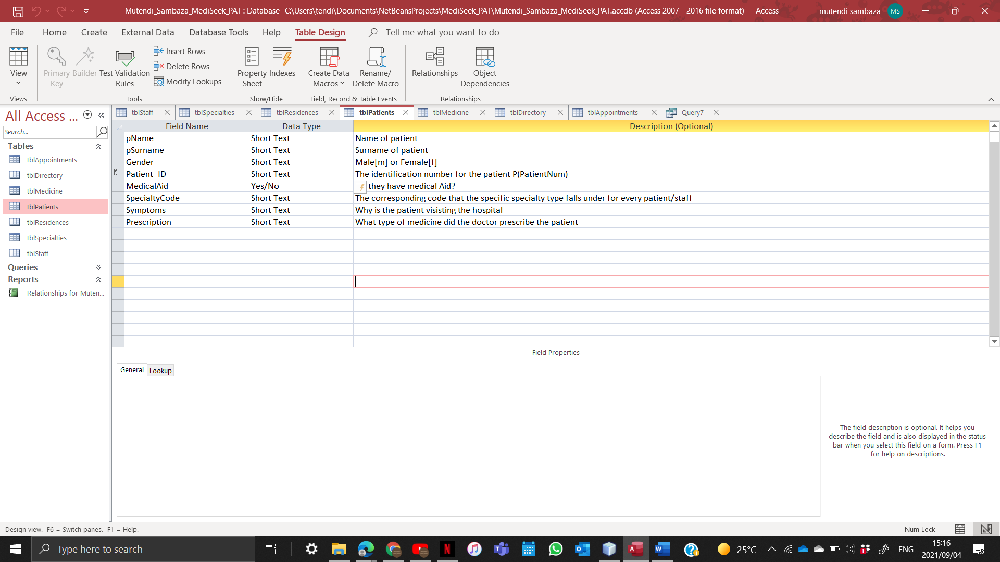 Mutendi_Sambaza_MediSeek_PAT : Database- C:\Users\tendi\Documents\NetBeansProjects\MediSeek_PAT\Mutendi_Sambaza_MediSeek_PAT.accdb (Access 2007 - 2016 file format) - Access
mutendi sambaza MS
File Home Create External Data Database Tools Help Table Design Tell me what you want to do
View
Views
Primary Key
Builder
Test Validation Rules
Insert Rows
Delete Rows
Modify Lookups
Tools
Property Sheet
Indexes
Show/Hide
Create Data Macros
Rename/ Delete Macro
Field, Record & Table Events
Relationships
Object Dependencies
Relationships
All Access ...
Search...
Tables
tblAppointments
tblDirectory
tblMedicine
tblPatients
tblResidences
tblSpecialties
tblStaff
Queries
Reports
Relationships for Muten...
tblStaff tblSpecialties tblResidences tblPatients tblMedicine tblDirectory tblAppointments Query7
Field Name Data Type Description (Optional)
pName Short Text Name of patient
pSurname Short Text Surname of patient
Gender Short Text Male[m] or Female[f]
Patient_ID Short Text The identification number for the patient P(PatientNum)
MedicalAid Yes/No they have medical Aid?
SpecialtyCode Short Text The corresponding code that the specific specialty type falls under for every patient/staff
Symptoms Short Text Why is the patient visisting the hospital
Prescription Short Text What type of medicine did the doctor prescribe the patient
Field Properties
General Lookup
The field description is optional. It helps you
describe the field and is also displayed in the status
bar when you select this field on a form. Press F1
for help on descriptions.
Design view. F6 = Switch panes. F1 = Help.
Num Lock
Type here to search
25°C
ENG
15:16
2021/09/04